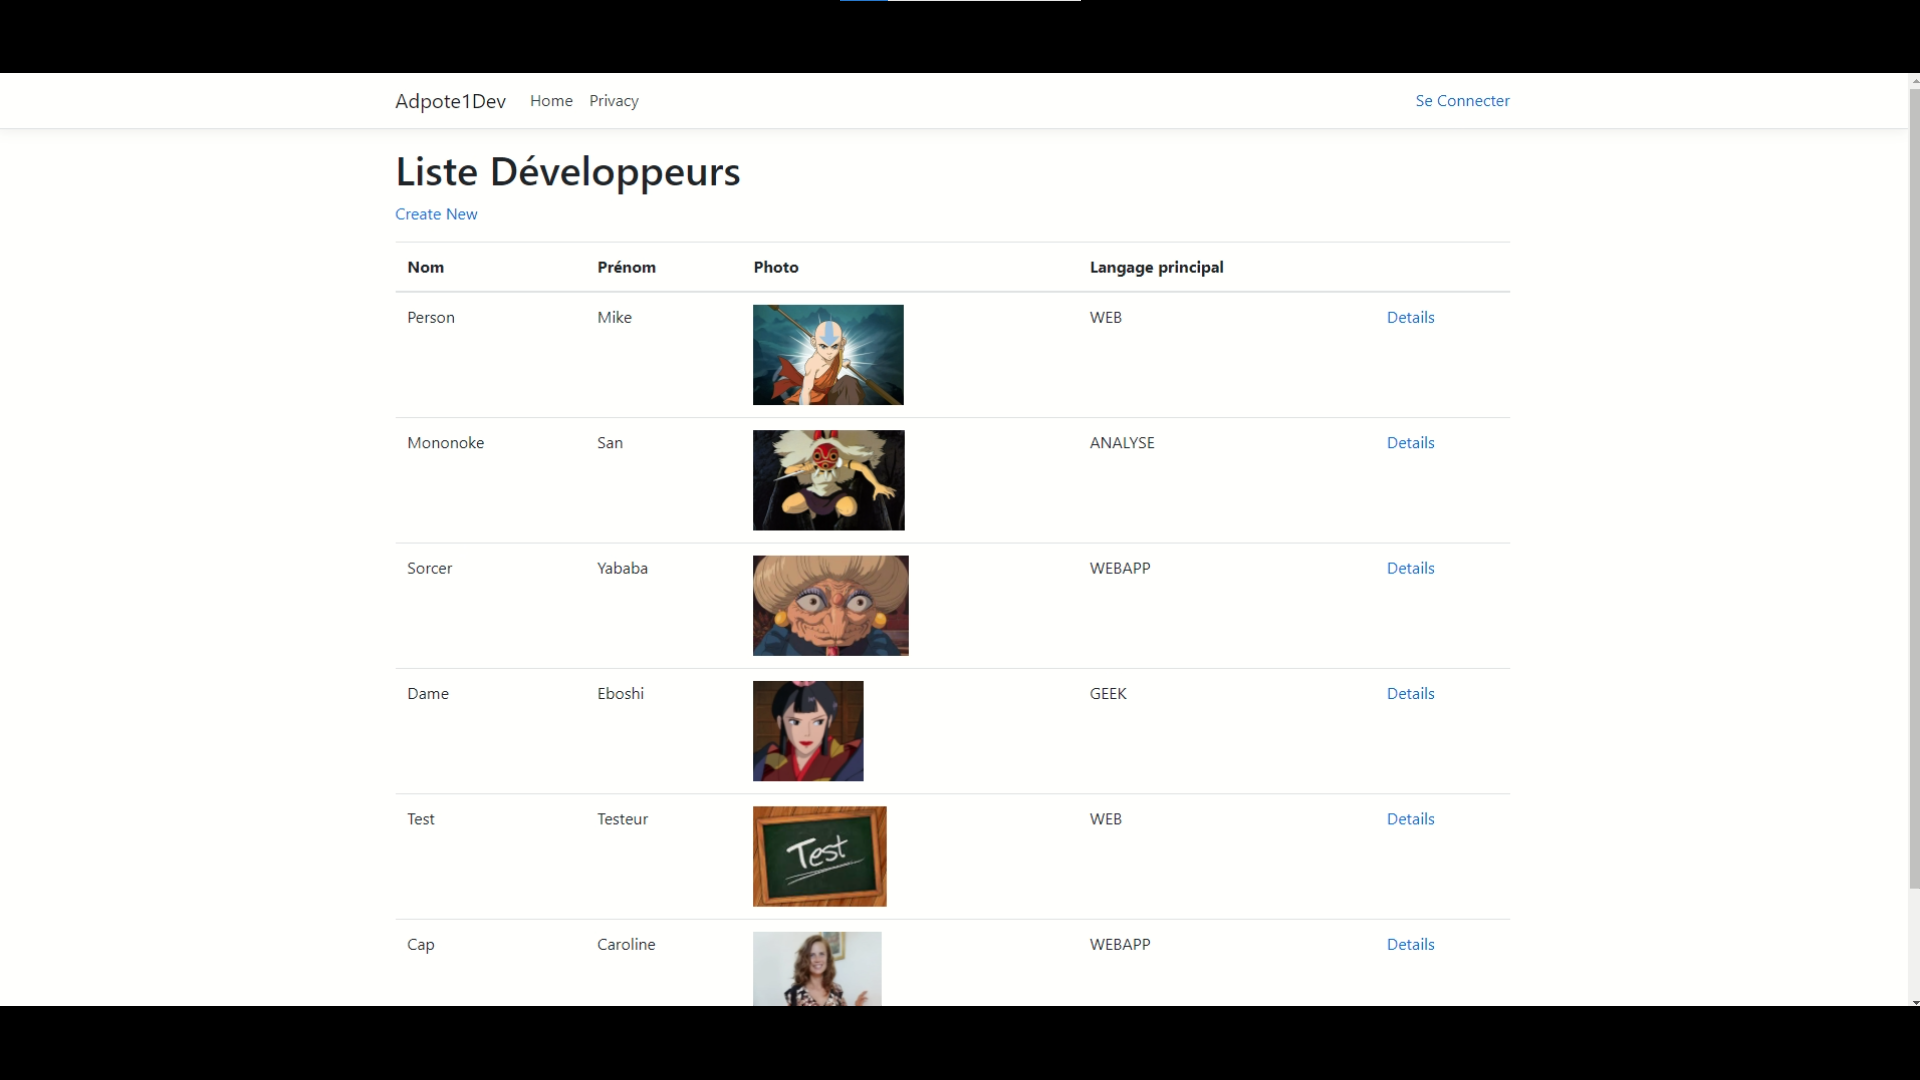 Adpote1Dev Home Privacy Se Connecter
Liste Développeurs
Create New
Nom Prénom Photo Langage principal
Person Mike WEB Details
Mononoke San ANALYSE Details
Sorcer Yababa WEBAPP Details
Dame Eboshi GEEK Details
Test Testeur WEB Details
Test
Cap Caroline WEBAPP Details